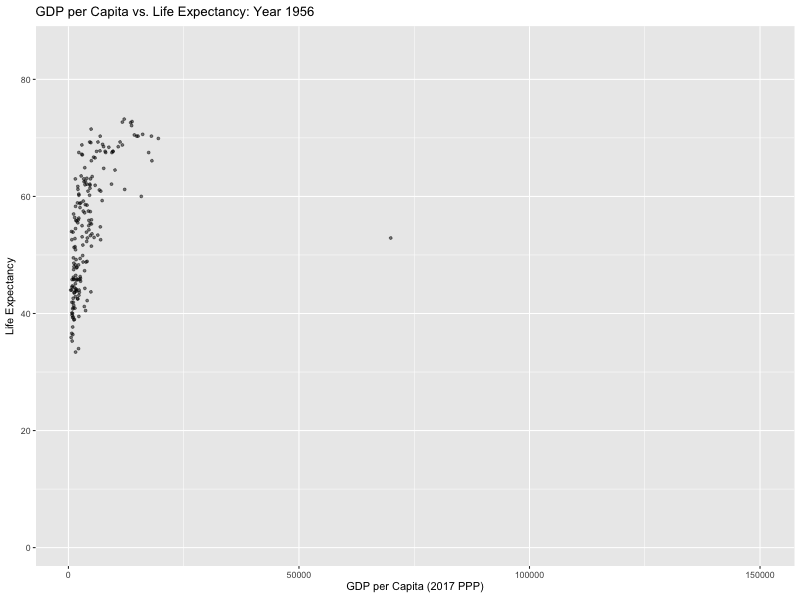 GDP per Capita vs. Life Expectancy: Year 1956
80
60
40
20
0
Life Expectancy
0 50000 100000 150000
GDP per Capita (2017 PPP)